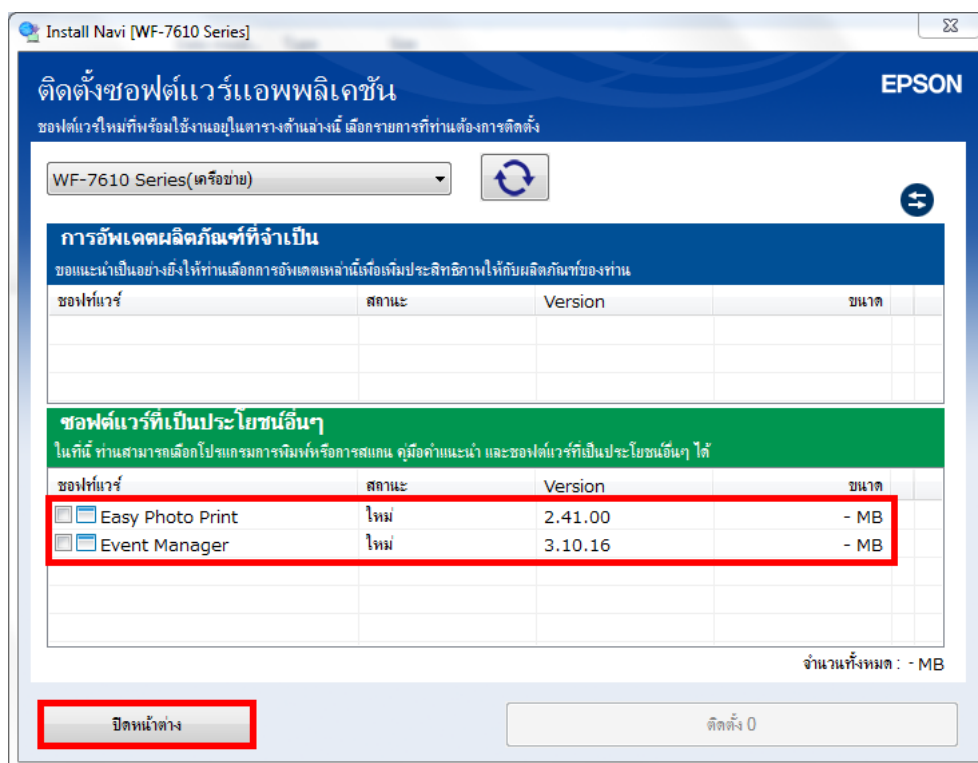 Install Navi [WF-7610 Series]
ติดตั้งซอฟต์แวร์แอพพลิเคชัน
EPSON
ซอฟต์แวร์ใหม่ที่พร้อมใช้งานอยู่ในตารางด้านล่างนี้ เลือกรายการที่ท่านต้องการติดตั้ง
WF-7610 Series(เครือข่าย)
การอัพเดตผลิตภัณฑ์ที่จำเป็น
ขอแนะนำเป็นอย่างยิ่งให้ท่านเลือกการอัพเดตเหล่านี้เพื่อเพิ่มประสิทธิภาพให้กับผลิตภัณฑ์ของท่าน
ซอฟท์แวร์ สถานะ Version ขนาด
ซอฟต์แวร์ที่เป็นประโยชน์อื่นๆ
ในที่นี้ ท่านสามารถเลือกโปรแกรมการพิมพ์หรือการสแกน คู่มือคำแนะนำ และซอฟต์แวร์ที่เป็นประโยชน์อื่นๆ ได้
ซอฟท์แวร์ สถานะ Version ขนาด
Easy Photo Print ใหม่ 2.41.00 - MB
Event Manager ใหม่ 3.10.16 - MB
จำนวนทั้งหมด : - MB
ปิดหน้าต่าง ติดตั้ง 0